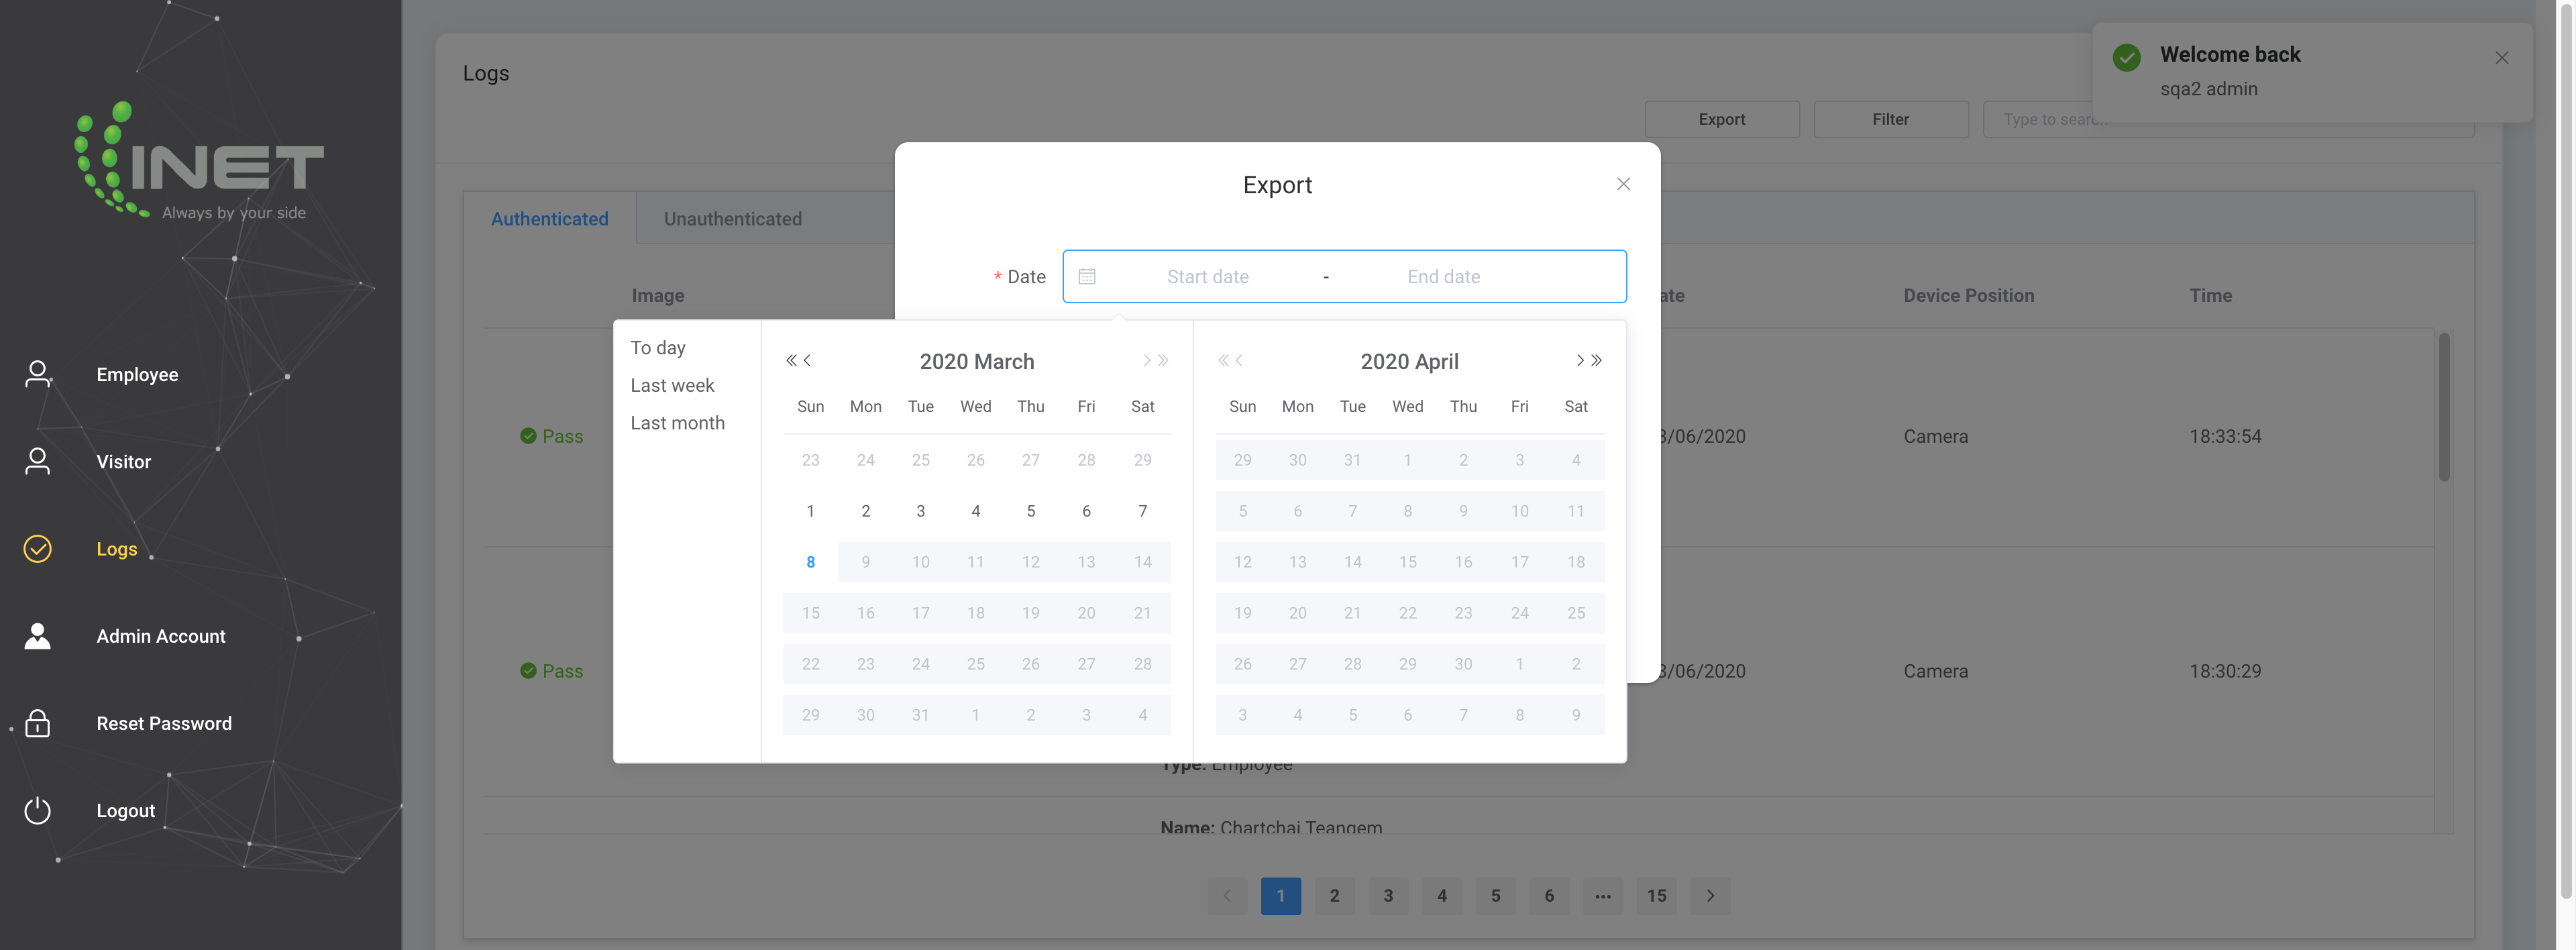 INET
Always by your side
Employee
Visitor
Logs
Admin Account
Reset Password
Logout
Logs
Welcome back
sqa2 admin
Export
Filter
Type to search
Authenticated
Unauthenticated
Image
Device Position
Time
Pass
/06/2020
Camera
18:33:54
Pass
/06/2020
Camera
18:30:29
Type: Employee
Name: Chartchai Teangem
1 2 3 4 5 6 ••• 15
Export
* Date
Start date - End date
To day
Last week
Last month
2020 March
Sun Mon Tue Wed Thu Fri Sat
23 24 25 26 27 28 29
1 2 3 4 5 6 7
8 9 10 11 12 13 14
15 16 17 18 19 20 21
22 23 24 25 26 27 28
29 30 31 1 2 3 4
2020 April
Sun Mon Tue Wed Thu Fri Sat
29 30 31 1 2 3 4
5 6 7 8 9 10 11
12 13 14 15 16 17 18
19 20 21 22 23 24 25
26 27 28 29 30 1 2
3 4 5 6 7 8 9